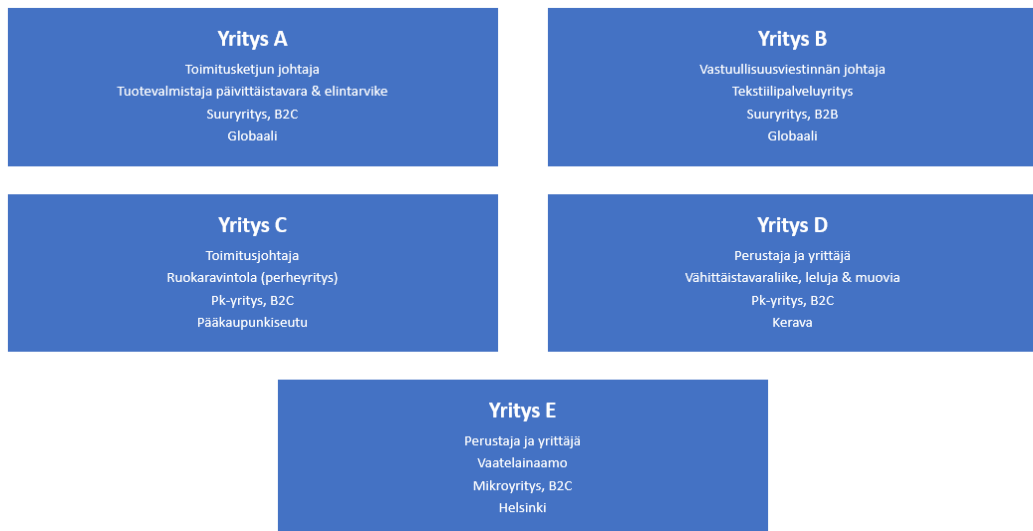 Yritys A
Toimitusketjun johtaja
Tuotevalmistaja päivittäistavara & elintarvike
Suuryritys, B2C
Globaali
Yritys B
Vastuullisuusviestinnän johtaja
Tekstiilipalveluyritys
Suuryritys, B2B
Globaali
Yritys C
Toimitusjohtaja
Ruokaravintola (perheyritys)
Pk-yritys, B2C
Pääkaupunkiseutu
Yritys D
Perustaja ja yrittäjä
Vähittäistavaraliike, leluja & muovia
Pk-yritys, B2C
Kerava
Yritys E
Perustaja ja yrittäjä
Vaatelainaamo
Mikroyritys, B2C
Helsinki